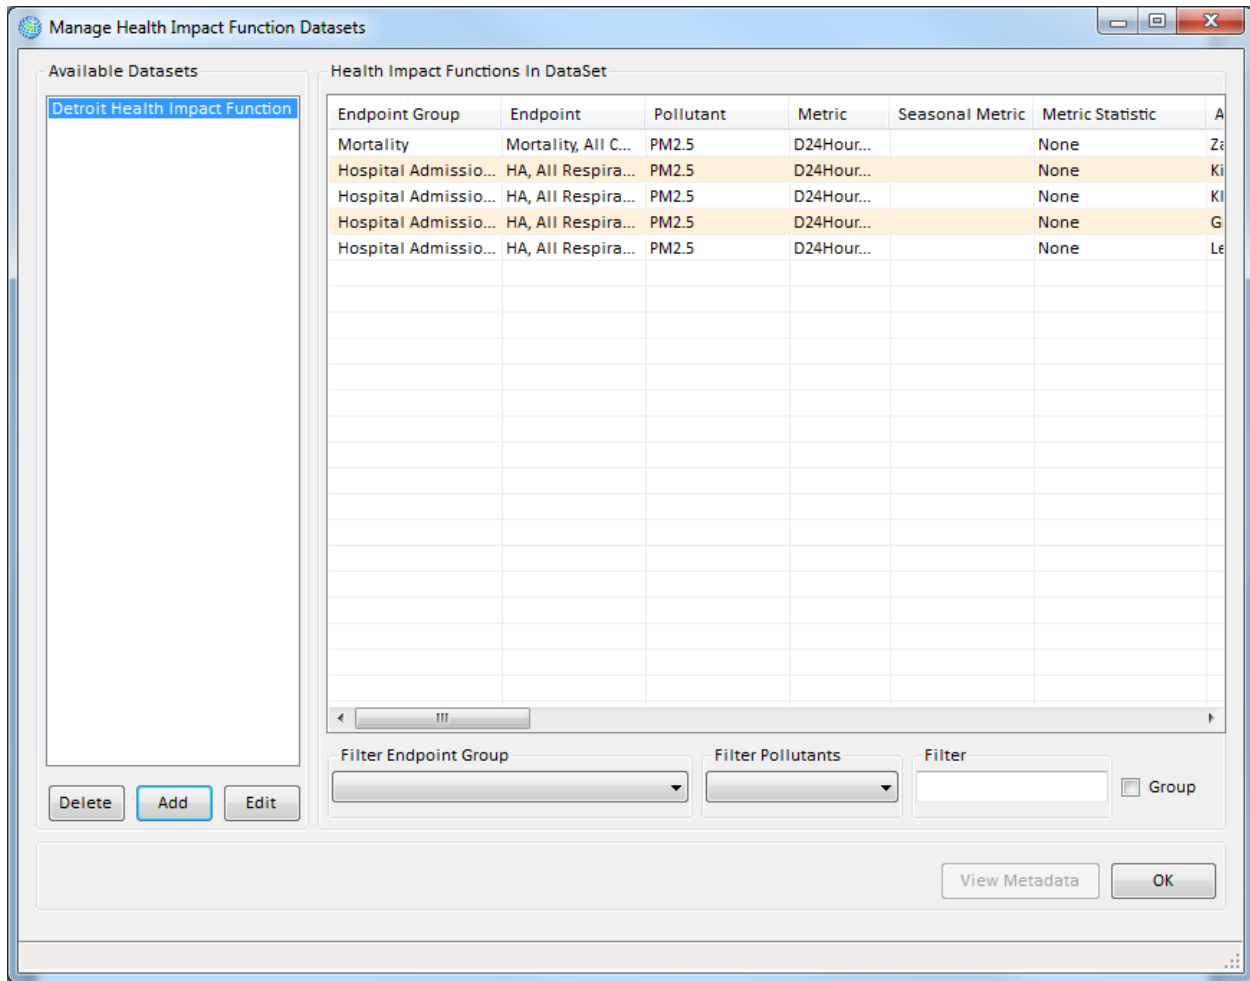 Manage Health Impact Function Datasets
Available Datasets
Detroit Health Impact Function
Delete Add Edit
Health Impact Functions In DataSet
Endpoint Group Endpoint Pollutant Metric Seasonal Metric Metric Statistic A
Mortality Mortality, All C... PM2.5 D24Hour... None Za
Hospital Admissio... HA, All Respira... PM2.5 D24Hour... None Ki
Hospital Admissio... HA, All Respira... PM2.5 D24Hour... None Kl
Hospital Admissio... HA, All Respira... PM2.5 D24Hour... None G
Hospital Admissio... HA, All Respira... PM2.5 D24Hour... None Le
Filter Endpoint Group Filter Pollutants Filter
Group
View Metadata OK